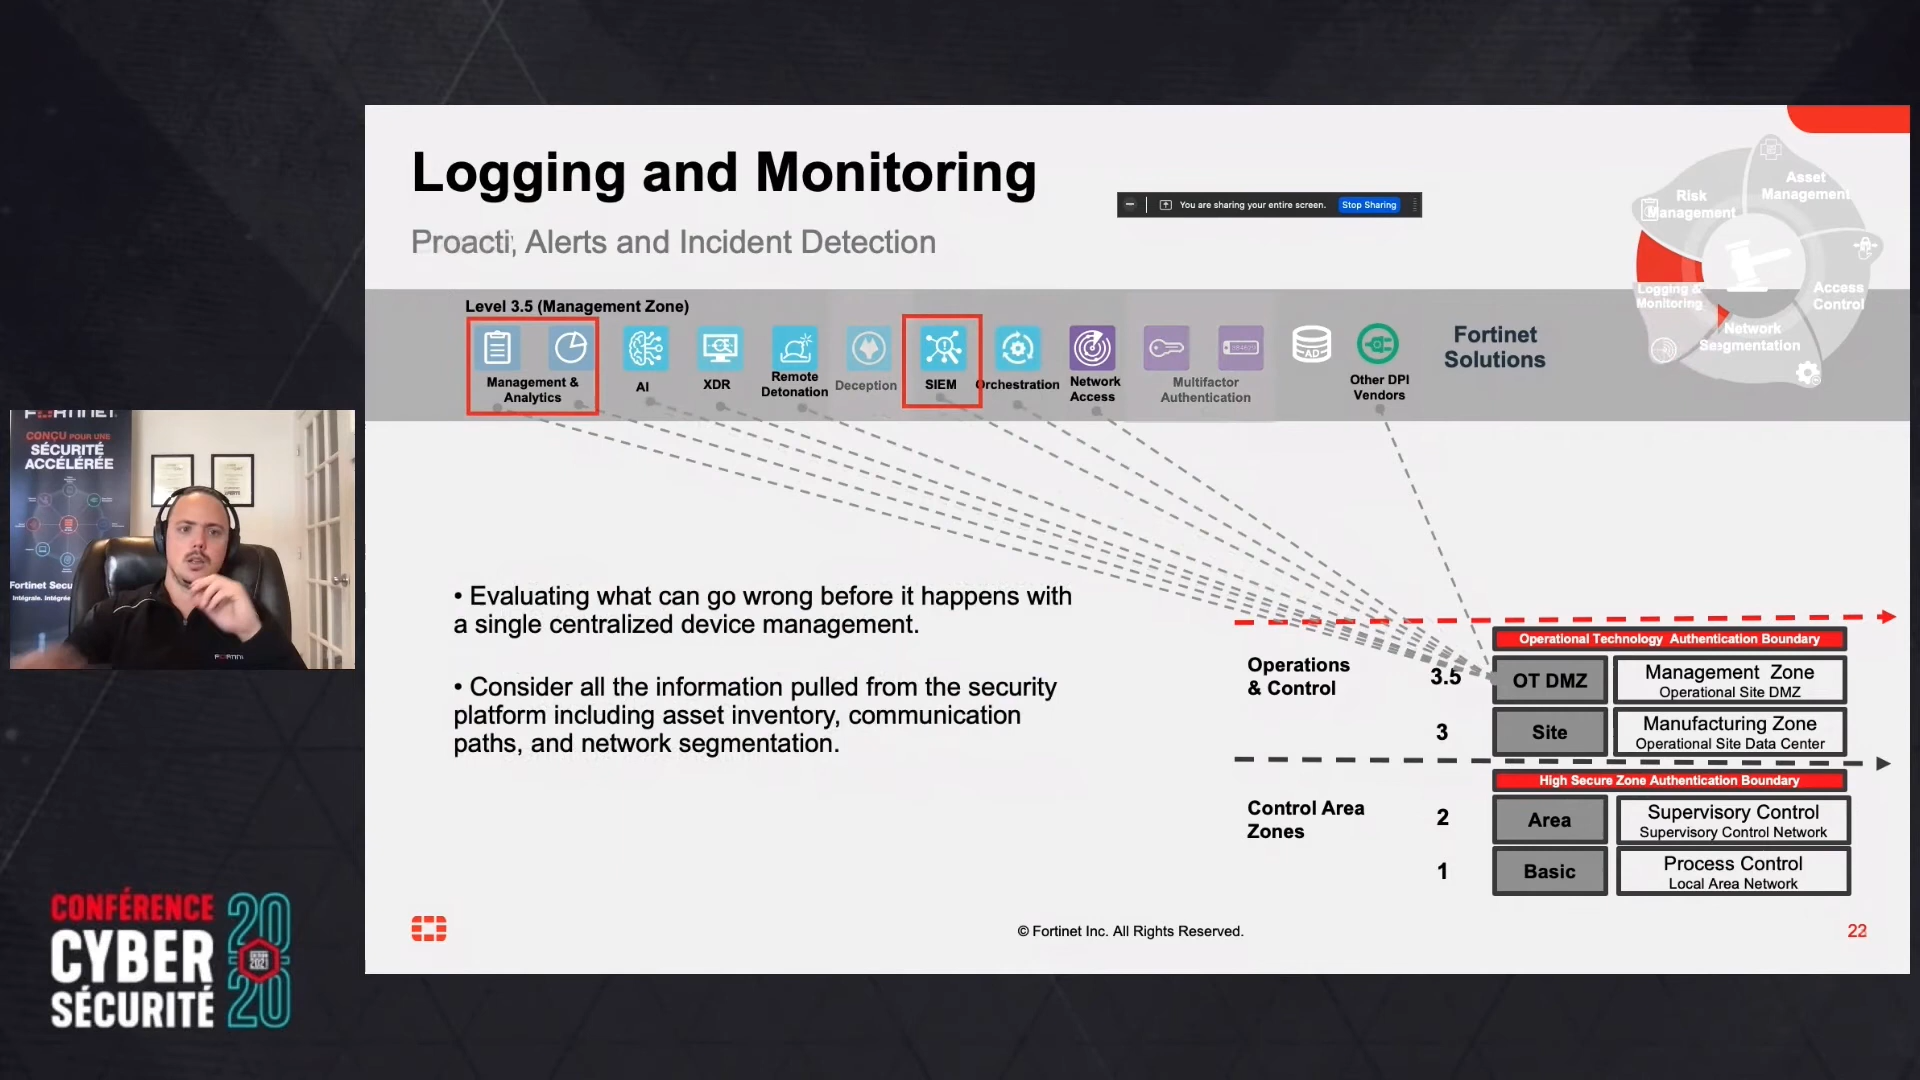 Logging and Monitoring
Proacti, Alerts and Incident Detection
You are sharing your entire screen. Stop Sharing
Risk
Management
Asset
Management
Logging &
Monitoring
Access
Control
Network
Segmentation
Level 3.5 (Management Zone)
Management &
Analytics
AI
XDR
Remote
Detonation
Deception
SIEM
Orchestration
Network
Access
Multifactor
Authentication
AD
Other DPI
Vendors
Fortinet
Solutions
• Evaluating what can go wrong before it happens with
a single centralized device management.
• Consider all the information pulled from the security
platform including asset inventory, communication
paths, and network segmentation.
Operational Technology Authentication Boundary
Operations
& Control
3.5
OT DMZ
Management Zone
Operational Site DMZ
3
Site
Manufacturing Zone
Operational Site Data Center
High Secure Zone Authentication Boundary
Control Area
Zones
2
Area
Supervisory Control
Supervisory Control Network
1
Basic
Process Control
Local Area Network
© Fortinet Inc. All Rights Reserved.
22
FORTINET
CONÇU POUR UNE
SÉCURITÉ
ACCÉLÉRÉE
Fortinet Secu
Intégrale. Intégrée
CONFÉRENCE
CYBER
SÉCURITÉ
20
20
2021